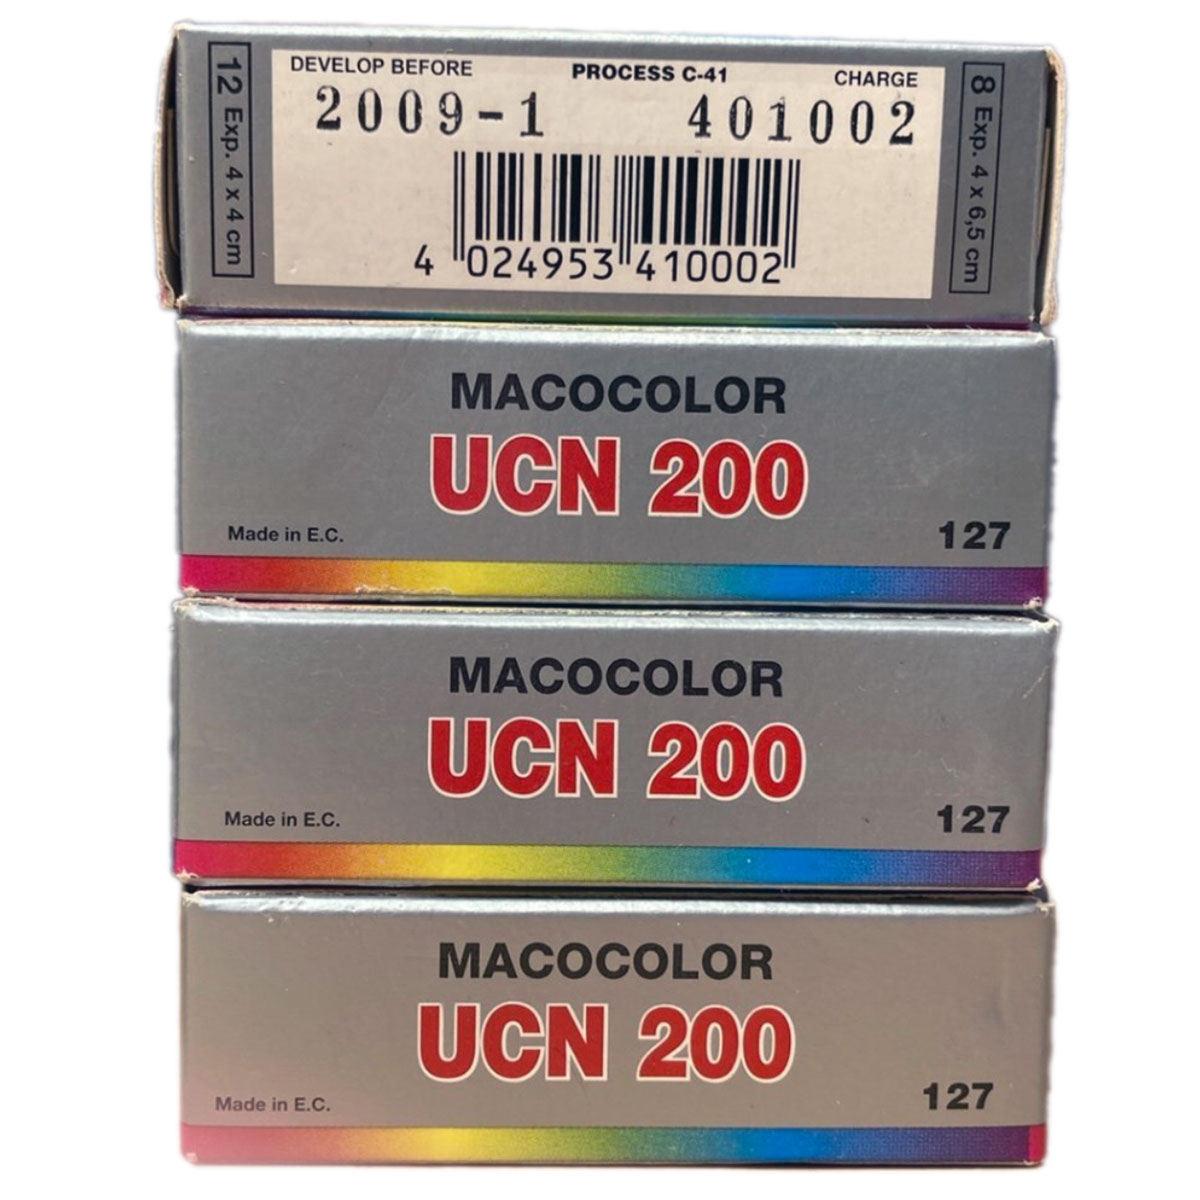 12 Exp. 4 x 4 cm
DEVELOP BEFORE PROCESS C-41 CHARGE
2009-1 401002
4 024953 410002
8 Exp. 4 x 6,5 cm
MACOCOLOR
UCN 200
Made in E.C. 127
MACOCOLOR
UCN 200
Made in E.C. 127
MACOCOLOR
UCN 200
Made in E.C. 127